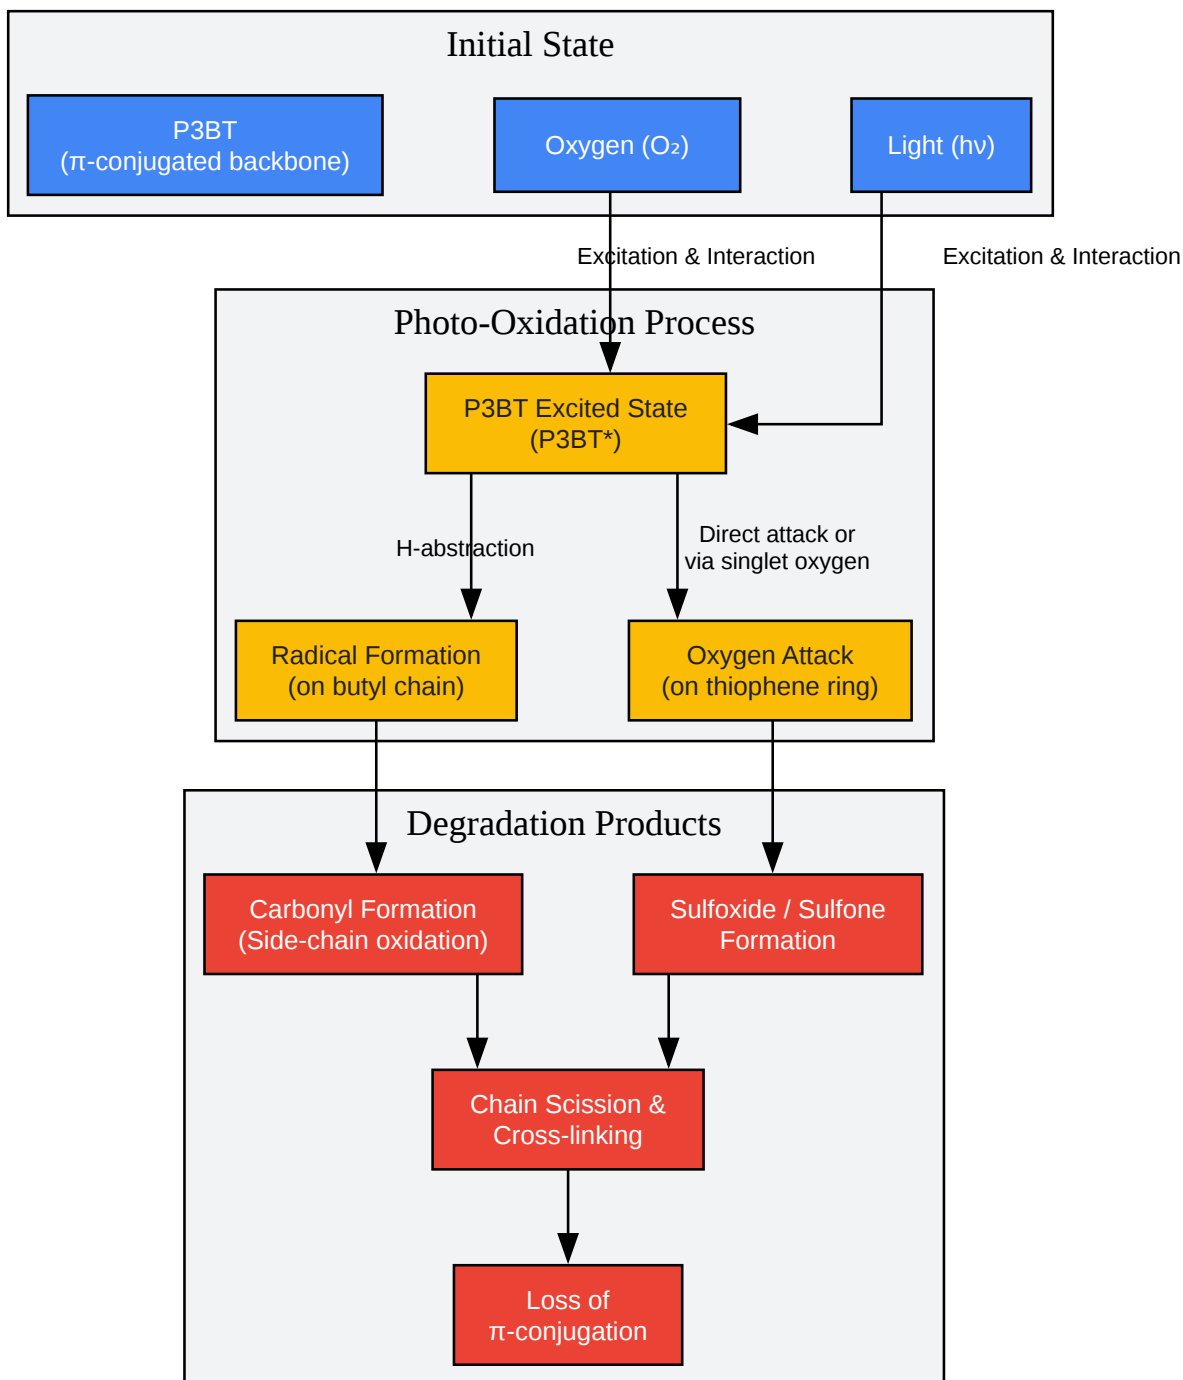 Initial State
P3BT
(π-conjugated backbone)
Oxygen (O₂)
Light (hν)
Excitation & Interaction
Excitation & Interaction
Photo-Oxidation Process
P3BT Excited State
(P3BT*)
H-abstraction
Direct attack or
via singlet oxygen
Radical Formation
(on butyl chain)
Oxygen Attack
(on thiophene ring)
Degradation Products
Carbonyl Formation
(Side-chain oxidation)
Sulfoxide / Sulfone
Formation
Chain Scission &
Cross-linking
Loss of
π-conjugation